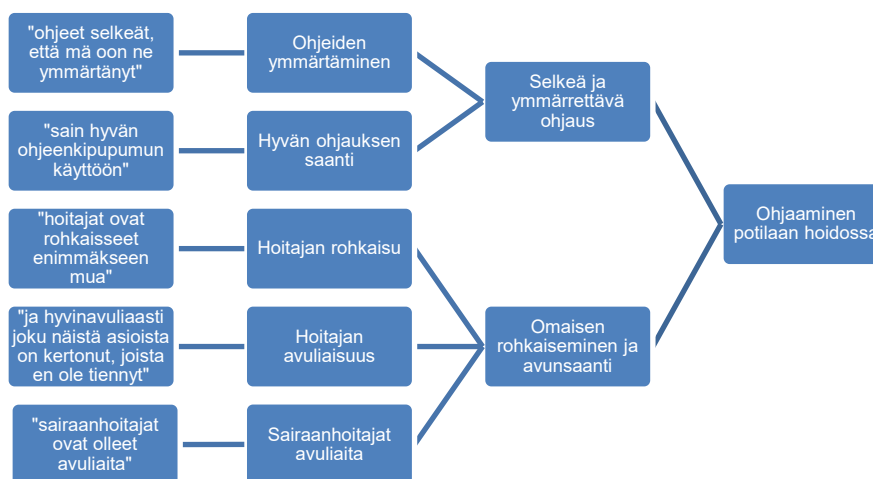 "ohjeet selkeät,
että mä oon ne
ymmärtänyt"
Ohjeiden
ymmärtäminen
Selkeä ja
ymmärrettävä
ohjaus
"sain hyvän
ohjeenkipupumun
käyttöön"
Hyvän ohjauksen
saanti
Ohjaaminen
potilaan hoidossa
"hoitajat ovat
rohkaisseet
enimmäkseen
mua"
Hoitajan rohkaisu
"ja hyvinavuliaasti
joku näistä asioista
on kertonut, joista
en ole tiennyt"
Hoitajan
avuliaisuus
Omaisen
rohkaiseminen ja
avunsaanti
"sairaanhoitajat
ovat olleet
avuliaita"
Sairaanhoitajat
avuliaita